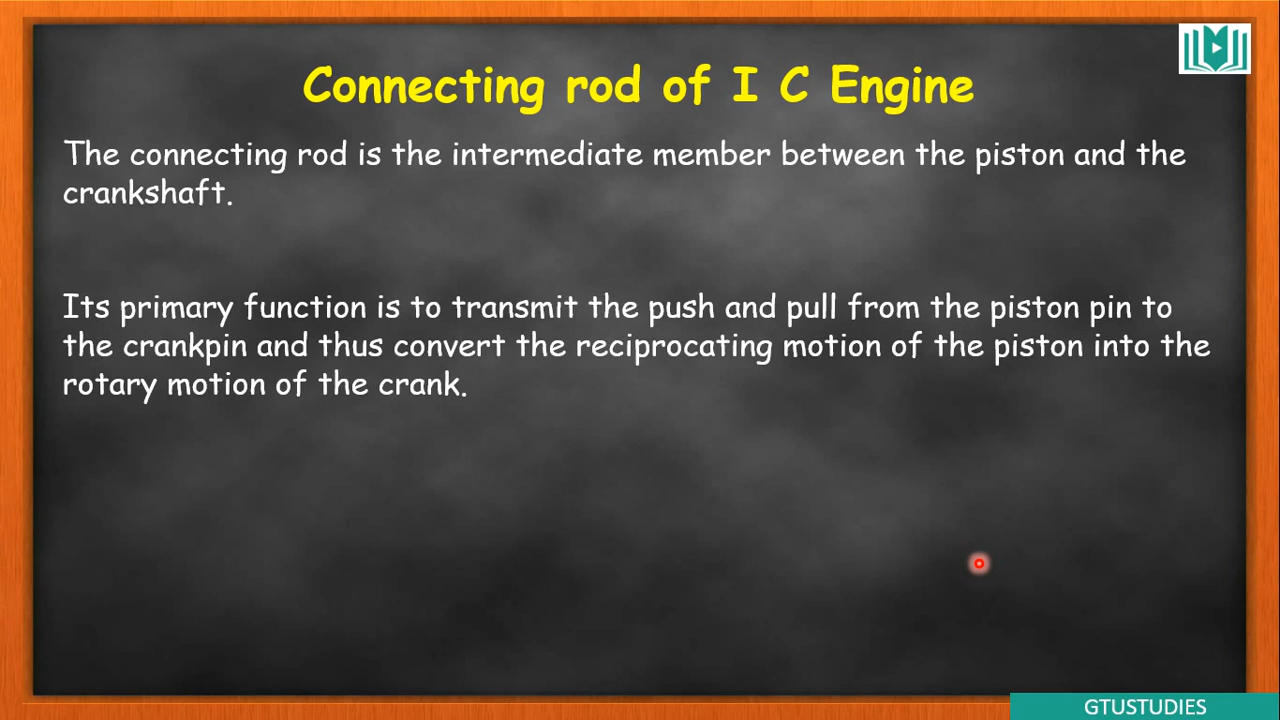 Connecting rod of I C Engine
The connecting rod is the intermediate member between the piston and the
crankshaft.
Its primary function is to transmit the push and pull from the piston pin to
the crankpin and thus convert the reciprocating motion of the piston into the
rotary motion of the crank.
GTUSTUDIES